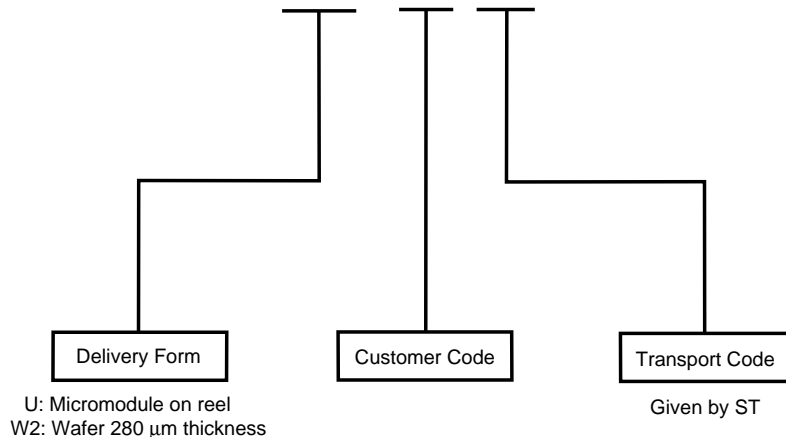 Delivery Form
Customer Code
Transport Code
U: Micromodule on reel
W2: Wafer 280 μm thickness
Given by ST